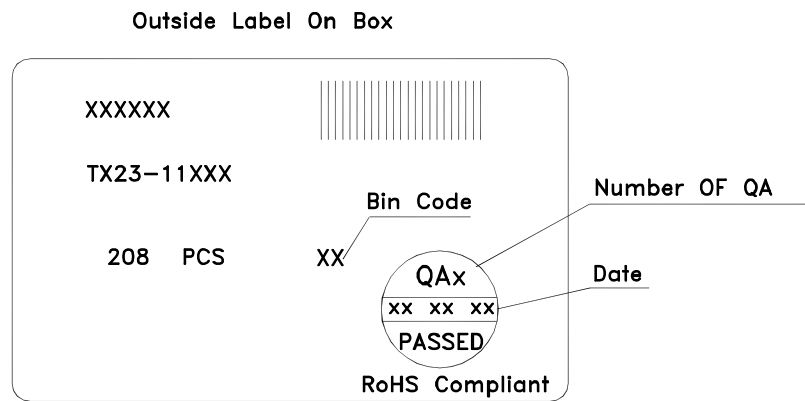 Outside Label On Box
XXXXXX
TX23-11XXX
Bin Code
Number OF QA
208 PCS XX
QAx
Date
xx xx xx
PASSED
RoHS Compliant